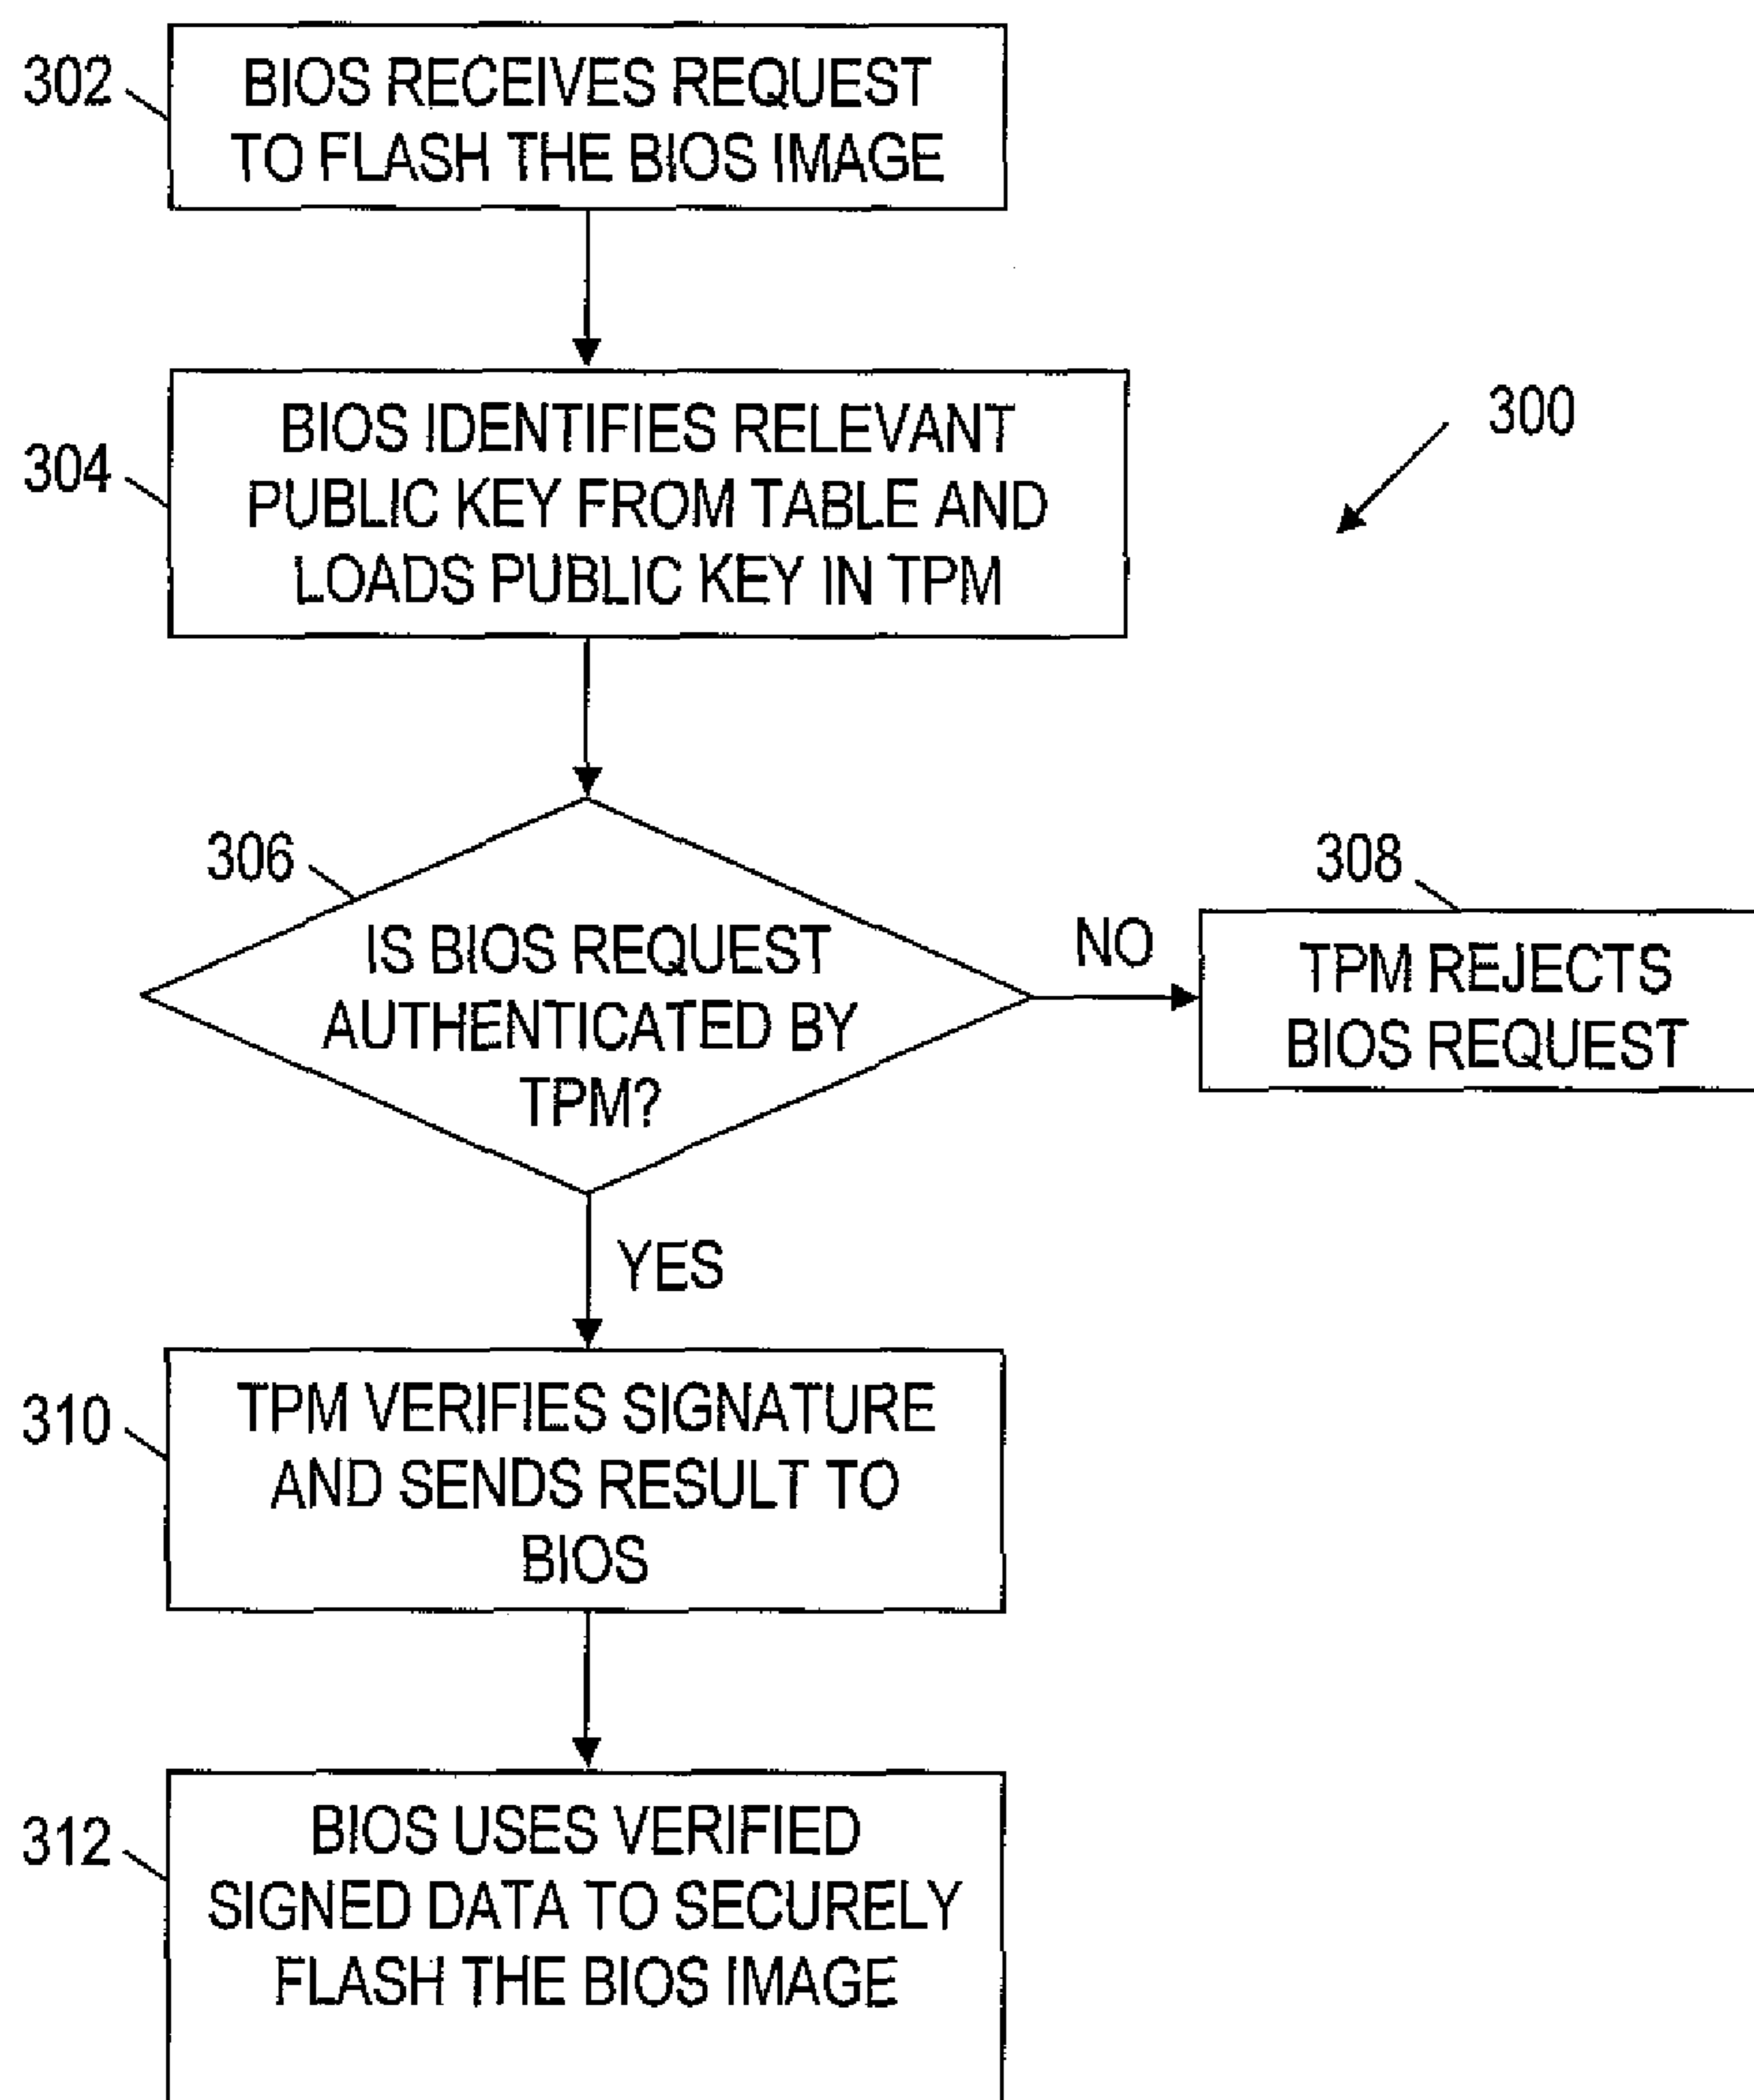 302
BIOS RECEIVES REQUEST
TO FLASH THE BIOS IMAGE
300
304
BIOS IDENTIFIES RELEVANT
PUBLIC KEY FROM TABLE AND
LOADS PUBLIC KEY IN TPM
306
IS BIOS REQUEST
AUTHENTICATED BY
TPM?
NO
308
TPM REJECTS
BIOS REQUEST
YES
310
TPM VERIFIES SIGNATURE
AND SENDS RESULT TO
BIOS
312
BIOS USES VERIFIED
SIGNED DATA TO SECURELY
FLASH THE BIOS IMAGE